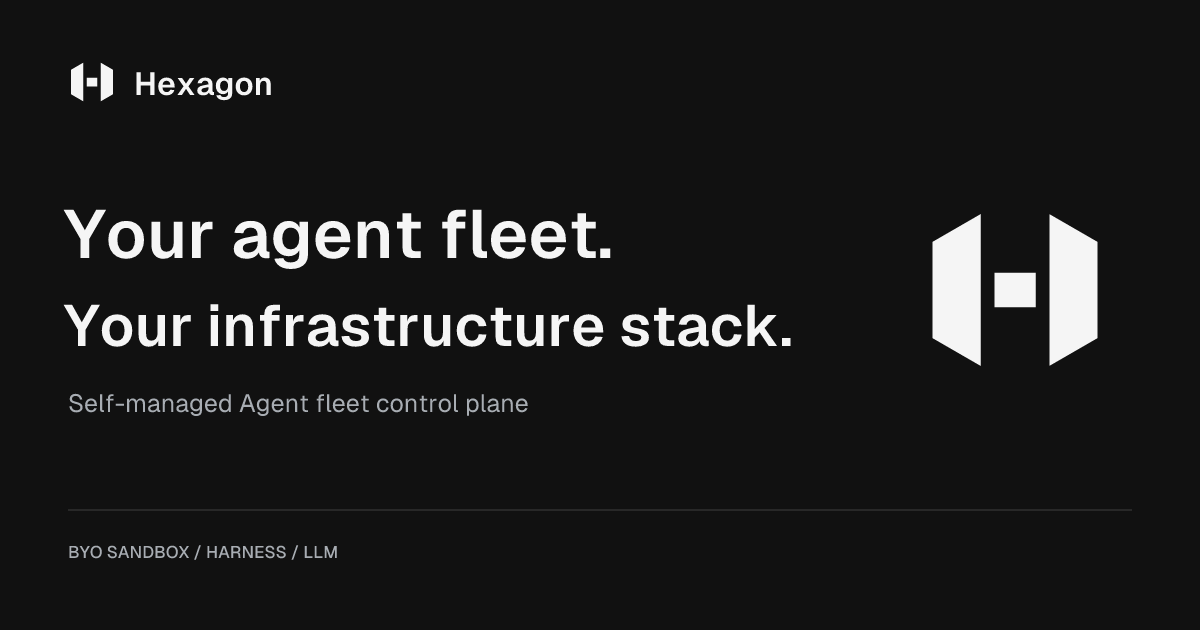 Hexagon
Your agent fleet.
Your infrastructure stack.
Self-managed Agent fleet control plane
BYO SANDBOX / HARNESS / LLM